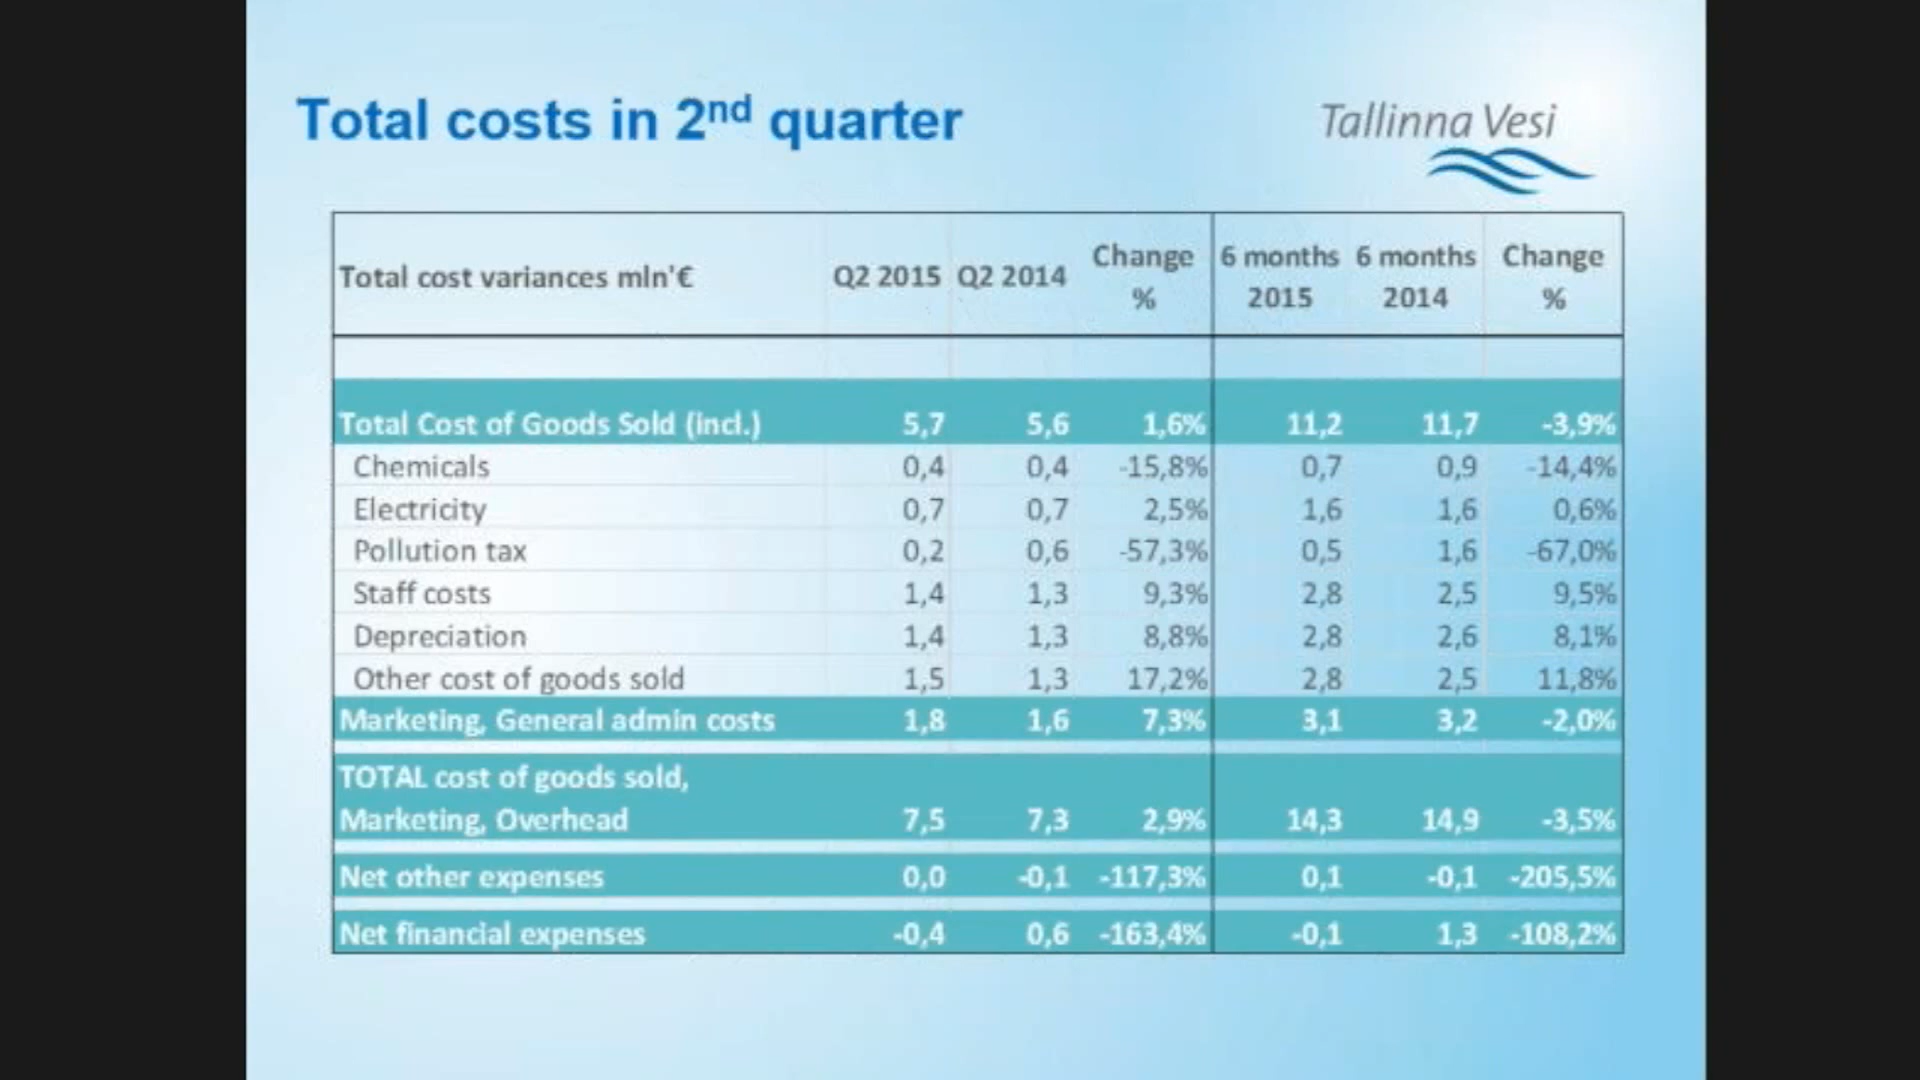 Total costs in 2nd quarter
Tallinna Vesi
Total cost variances mln'€ Q2 2015 Q2 2014 Change % 6 months 2015 6 months 2014 Change %
Total Cost of Goods Sold (incl.) 5,7 5,6 1,6% 11,2 11,7 -3,9%
Chemicals 0,4 0,4 -15,8% 0,7 0,9 -14,4%
Electricity 0,7 0,7 2,5% 1,6 1,6 0,6%
Pollution tax 0,2 0,6 -57,3% 0,5 1,6 -67,0%
Staff costs 1,4 1,3 9,3% 2,8 2,5 9,5%
Depreciation 1,4 1,3 8,8% 2,8 2,6 8,1%
Other cost of goods sold 1,5 1,3 17,2% 2,8 2,5 11,8%
Marketing, General admin costs 1,8 1,6 7,3% 3,1 3,2 -2,0%
TOTAL cost of goods sold,
Marketing, Overhead 7,5 7,3 2,9% 14,3 14,9 -3,5%
Net other expenses 0,0 -0,1 -117,3% 0,1 -0,1 -205,5%
Net financial expenses -0,4 0,6 -163,4% -0,1 1,3 -108,2%